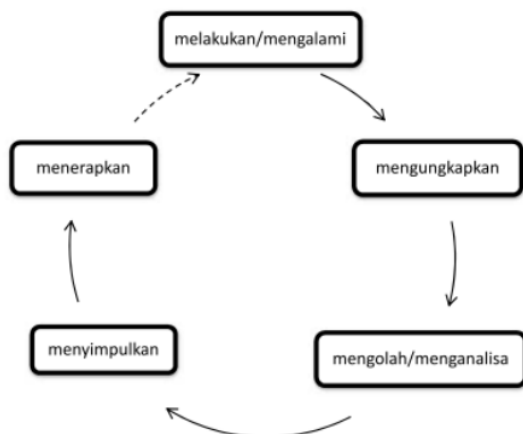 melakukan/mengalami
mengungkapkan
mengolah/menganalisa
menyimpulkan
menerapkan